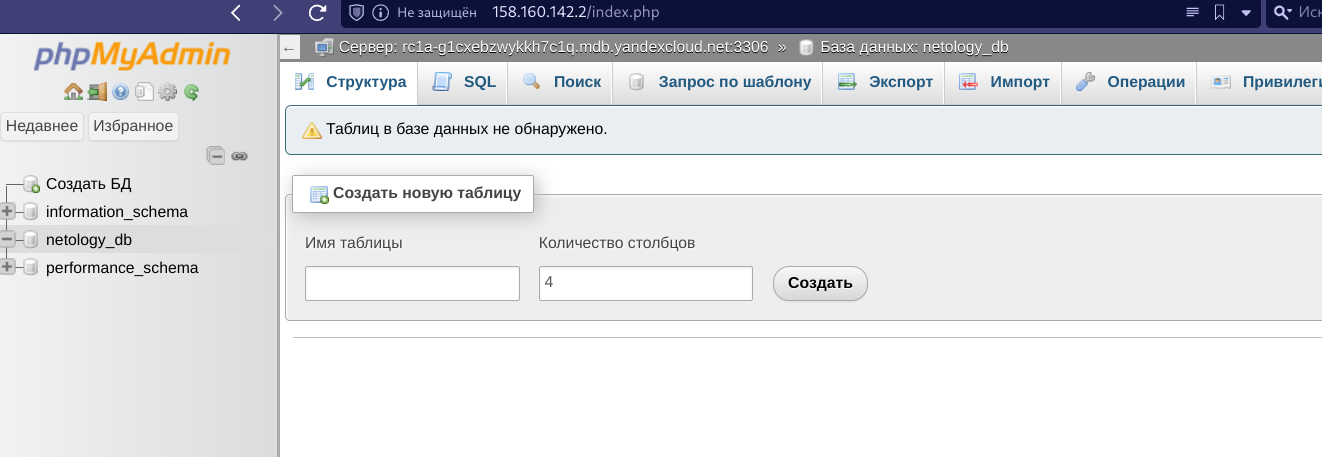 Не защищён 158.160.142.2/index.php Иск
phpMyAdmin
Недавнее Избранное
Создать БД
information_schema
netology_db
performance_schema
← Сервер: rc1a-g1cxebzwykkh7c1q.mdb.yandexcloud.net:3306 » База данных: netology_db
Структура SQL Поиск Запрос по шаблону Экспорт Импорт Операции Привилеги
Таблиц в базе данных не обнаружено.
Создать новую таблицу
Имя таблицы Количество столбцов
4 Создать